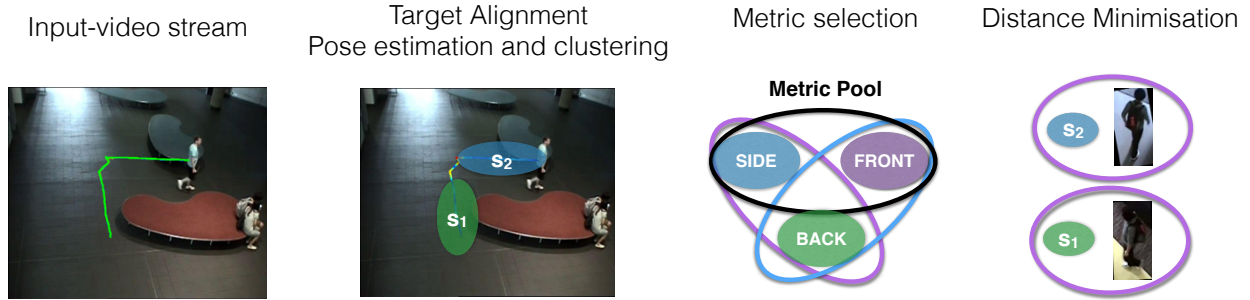 Input-video stream
Target Alignment
Pose estimation and clustering
Metric selection
Distance Minimisation
S2
S1
Metric Pool
SIDE
FRONT
BACK
S2
S1